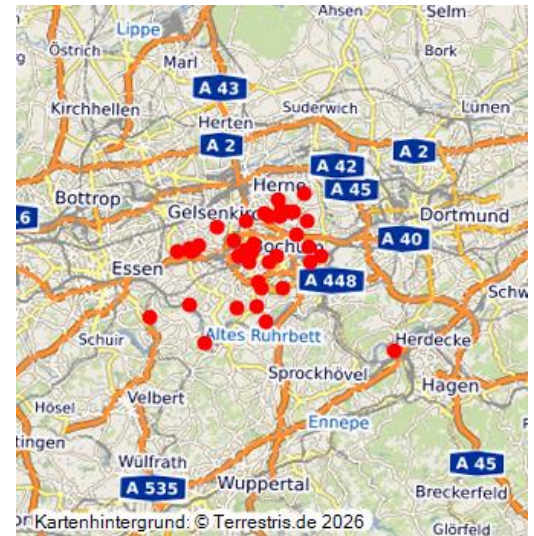 Ahsen
Selm
Lippe
Östrich
Marl
Bork
A 43
Kirchhellen
Suderwich
Lünen
Herten
A 2
A 2
A 42
Herne
A 45
Bottrop
Gelsenkirc
Dortmund
A 40
Bochum
Essen
A 448
Schw
Altes Ruhrbett
Schuir
Herdecke
Sprockhövel
Hagen
Velbert
Hösel
Ennepe
tingen
Wülfrath
A 45
A 535
Wuppertal
Breckerfeld
Kartenhintergrund: © Terrestris.de 2026
Glörfeld